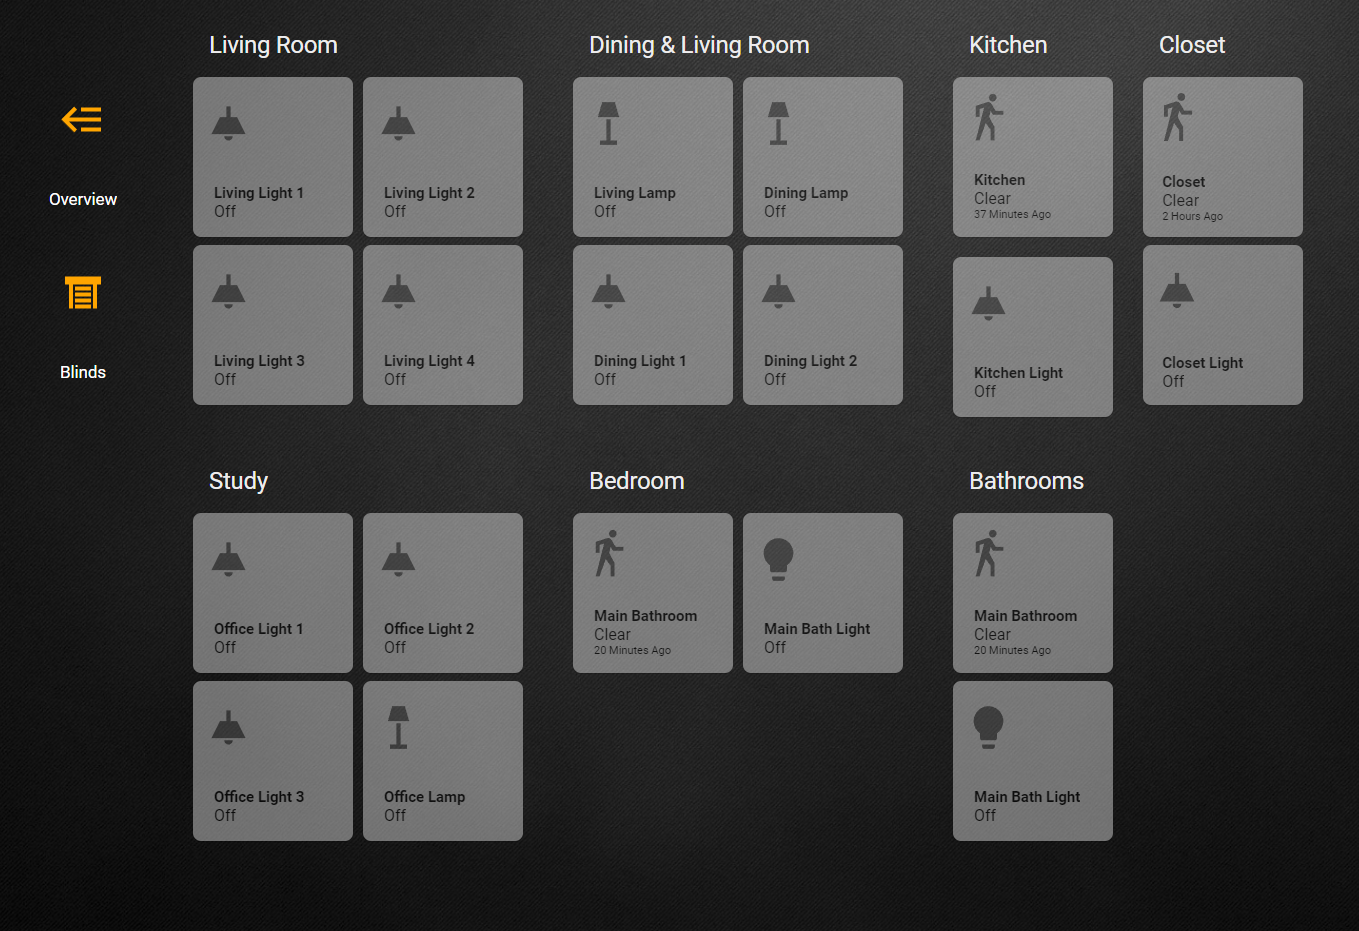 Overview
Blinds
Living Room
Living Light 1
Off
Living Light 2
Off
Living Light 3
Off
Living Light 4
Off
Dining & Living Room
Living Lamp
Off
Dining Lamp
Off
Dining Light 1
Off
Dining Light 2
Off
Kitchen
Kitchen
Clear
37 Minutes Ago
Kitchen Light
Off
Closet
Closet
Clear
2 Hours Ago
Closet Light
Off
Study
Office Light 1
Off
Office Light 2
Off
Office Light 3
Off
Office Lamp
Off
Bedroom
Main Bathroom
Clear
20 Minutes Ago
Main Bath Light
Off
Bathrooms
Main Bathroom
Clear
20 Minutes Ago
Main Bath Light
Off